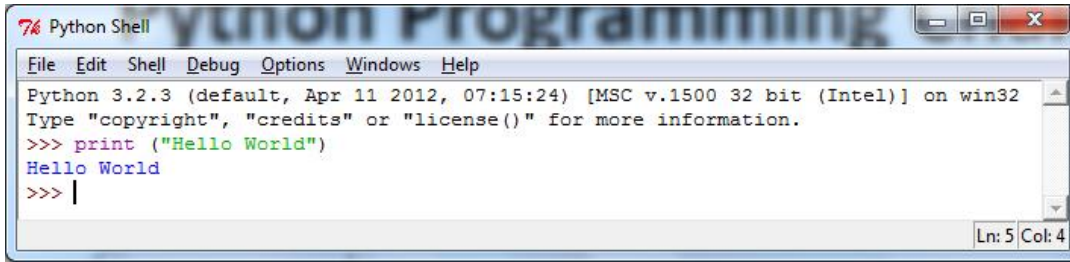 Python Programming
Python Shell
File Edit Shell Debug Options Windows Help
Python 3.2.3 (default, Apr 11 2012, 07:15:24) [MSC v.1500 32 bit (Intel)] on win32
Type "copyright", "credits" or "license()" for more information.
>>> print ("Hello World")
Hello World
>>>
Ln: 5 Col: 4